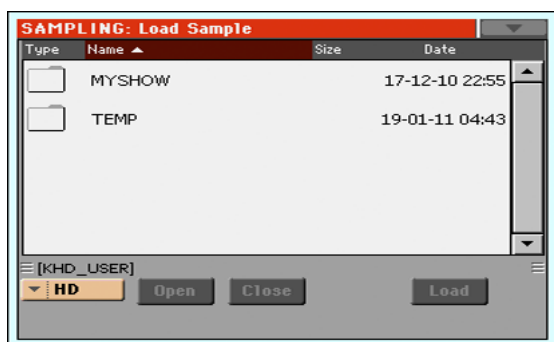 SAMPLING: Load Sample
Type Name Size Date
MYSHOW 17-12-10 22:55
TEMP 19-01-11 04:43
[KHD_USER]
HD Open Close Load